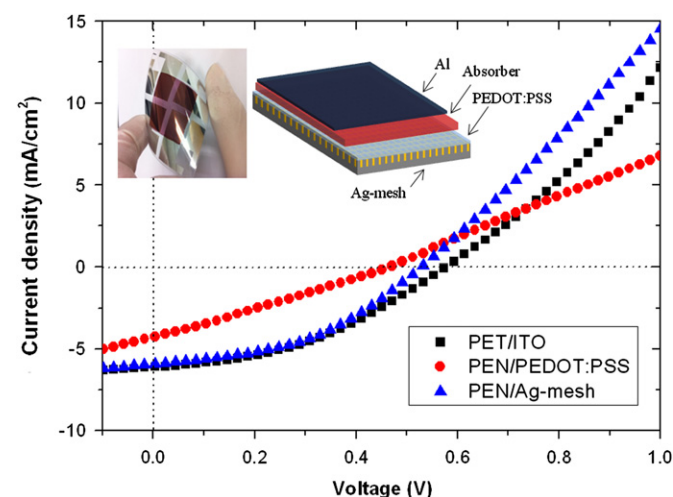 15
10
5
0
-5
-10
Current density (mA/cm²)
Al
Absorber
PEDOT:PSS
Ag-mesh
PET/ITO
PEN/PEDOT:PSS
PEN/Ag-mesh
0.0 0.2 0.4 0.6 0.8 1.0
Voltage (V)